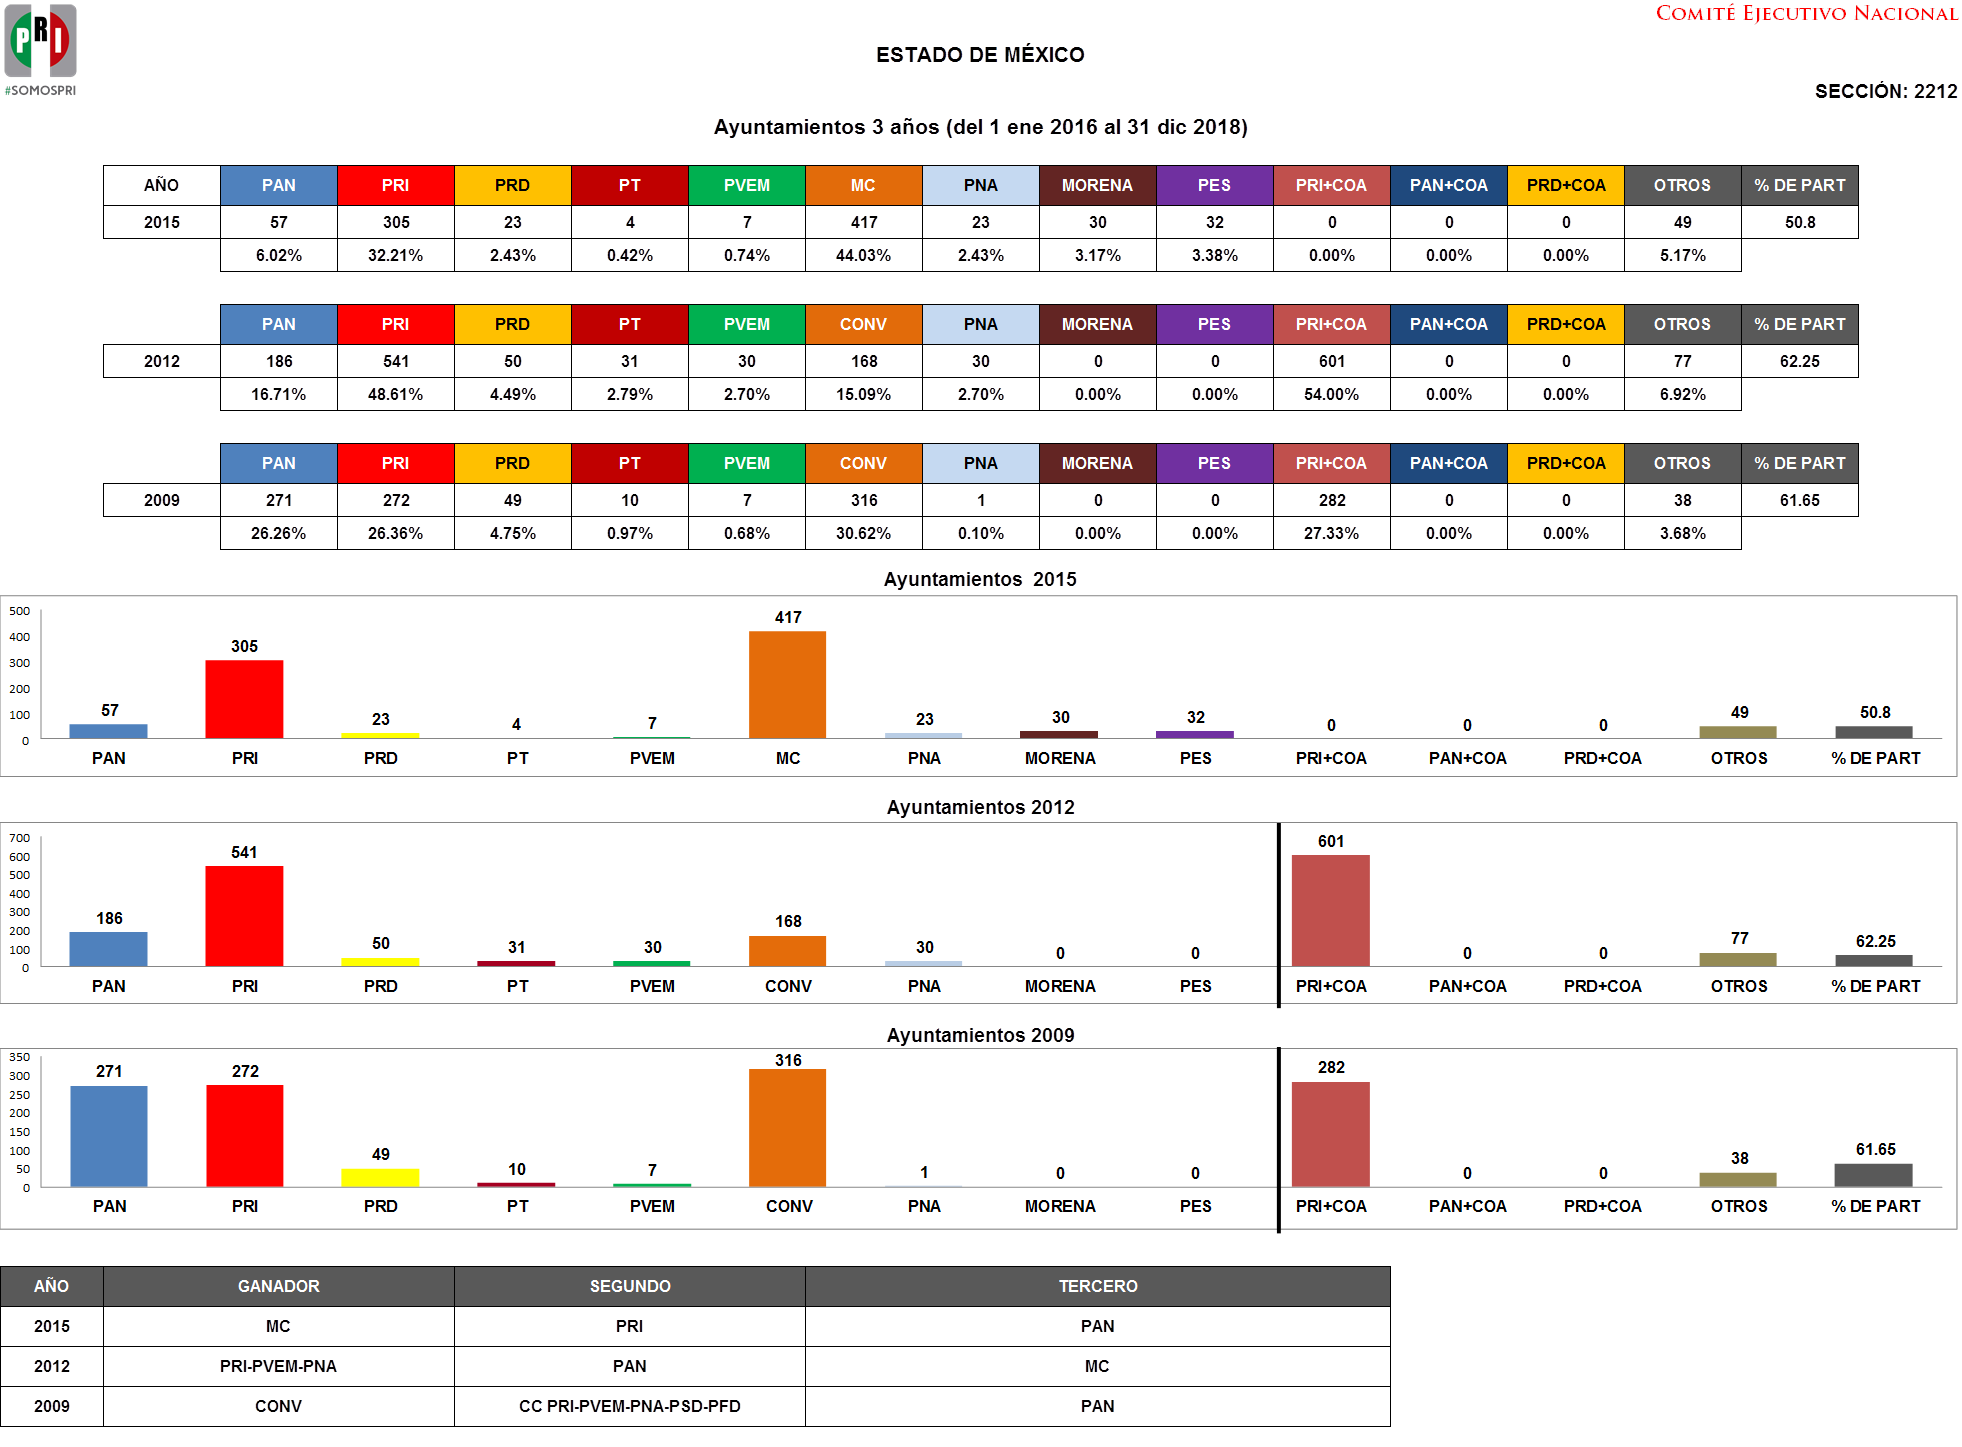 PRI
#SOMOSPRI
COMITÉ EJECUTIVO NACIONAL
ESTADO DE MÉXICO
SECCIÓN: 2212
Ayuntamientos 3 años (del 1 ene 2016 al 31 dic 2018)
AÑO PAN PRI PRD PT PVEM MC PNA MORENA PES PRI+COA PAN+COA PRD+COA OTROS % DE PART
2015 57 305 23 4 7 417 23 30 32 0 0 0 49 50.8
6.02% 32.21% 2.43% 0.42% 0.74% 44.03% 2.43% 3.17% 3.38% 0.00% 0.00% 0.00% 5.17%
PAN PRI PRD PT PVEM CONV PNA MORENA PES PRI+COA PAN+COA PRD+COA OTROS % DE PART
2012 186 541 50 31 30 168 30 0 0 601 0 0 77 62.25
16.71% 48.61% 4.49% 2.79% 2.70% 15.09% 2.70% 0.00% 0.00% 54.00% 0.00% 0.00% 6.92%
PAN PRI PRD PT PVEM CONV PNA MORENA PES PRI+COA PAN+COA PRD+COA OTROS % DE PART
2009 271 272 49 10 7 316 1 0 0 282 0 0 38 61.65
26.26% 26.36% 4.75% 0.97% 0.68% 30.62% 0.10% 0.00% 0.00% 27.33% 0.00% 0.00% 3.68%
Ayuntamientos 2015
500
400
300
200
100
0
57 305 23 4 7 417 23 30 32 0 0 0 49 50.8
PAN PRI PRD PT PVEM MC PNA MORENA PES PRI+COA PAN+COA PRD+COA OTROS % DE PART
Ayuntamientos 2012
700
600
500
400
300
200
100
0
186 541 50 31 30 168 30 0 0 601 0 0 77 62.25
PAN PRI PRD PT PVEM CONV PNA MORENA PES PRI+COA PAN+COA PRD+COA OTROS % DE PART
Ayuntamientos 2009
350
300
250
200
150
100
50
0
271 272 49 10 7 316 1 0 0 282 0 0 38 61.65
PAN PRI PRD PT PVEM CONV PNA MORENA PES PRI+COA PAN+COA PRD+COA OTROS % DE PART
AÑO GANADOR SEGUNDO TERCERO
2015 MC PRI PAN
2012 PRI-PVEM-PNA PAN MC
2009 CONV CC PRI-PVEM-PNA-PSD-PFD PAN